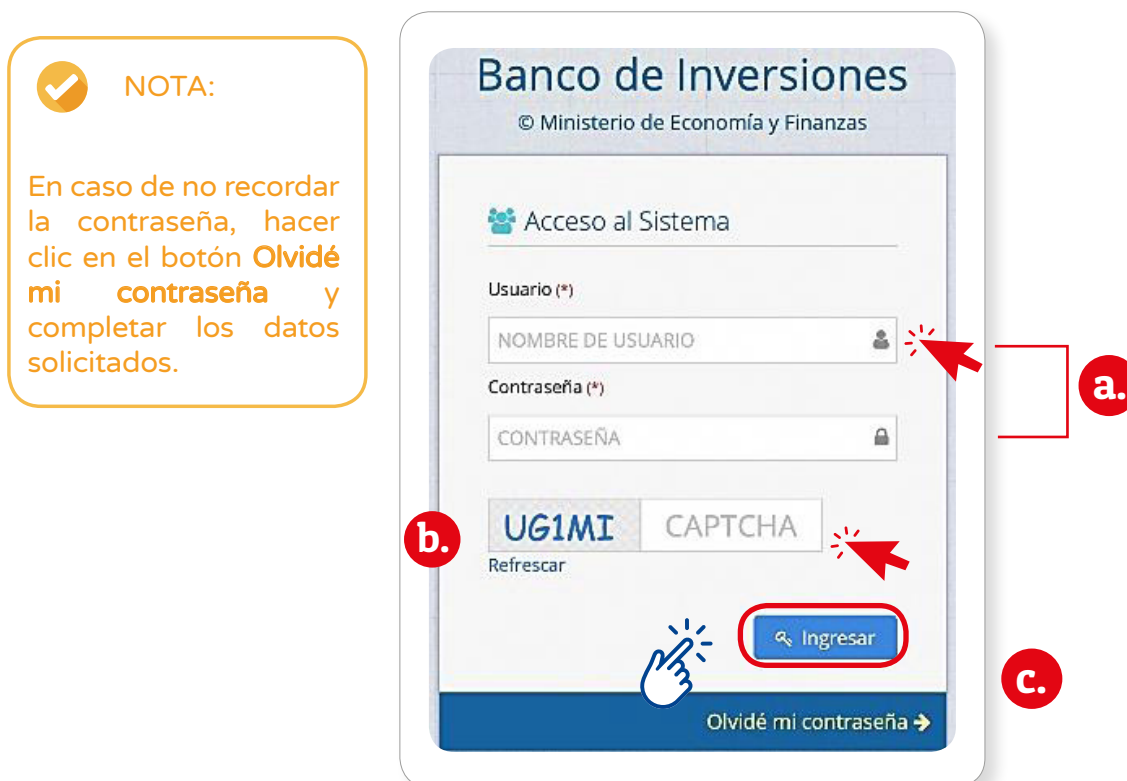 NOTA:
En caso de no recordar
la contraseña, hacer
clic en el botón Olvidé
mi contraseña y
completar los datos
solicitados.
Banco de Inversiones
© Ministerio de Economía y Finanzas
Acceso al Sistema
Usuario (*)
NOMBRE DE USUARIO
a.
Contraseña (*)
CONTRASEÑA
b.
UG1MI CAPTCHA
Refrescar
Ingresar
c.
Olvidé mi contraseña